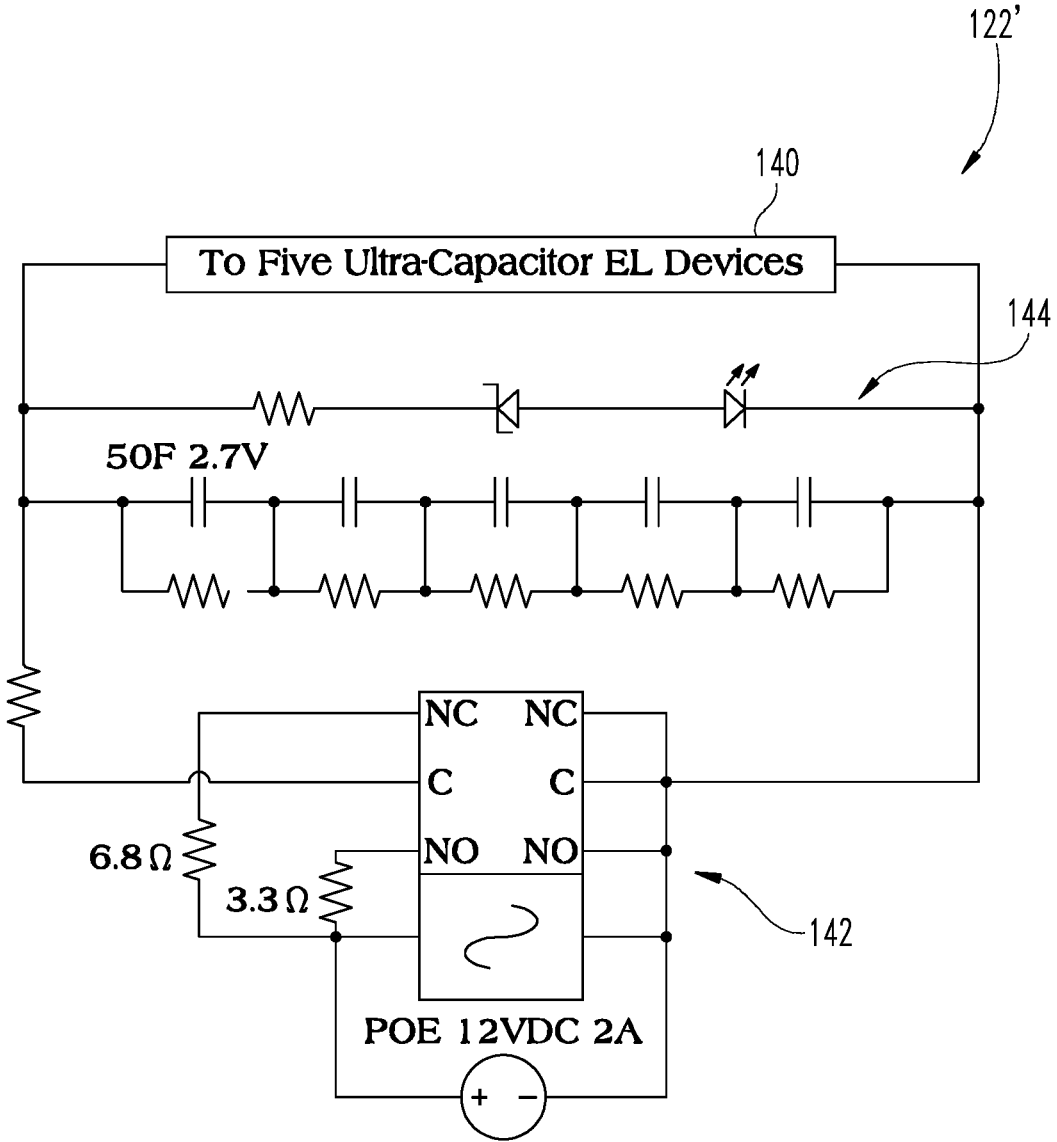 122'
140
To Five Ultra-Capacitor EL Devices
144
50F 2.7V
NC NC
C C
6.8Ω
NO NO
3.3Ω
142
POE 12VDC 2A
+ −